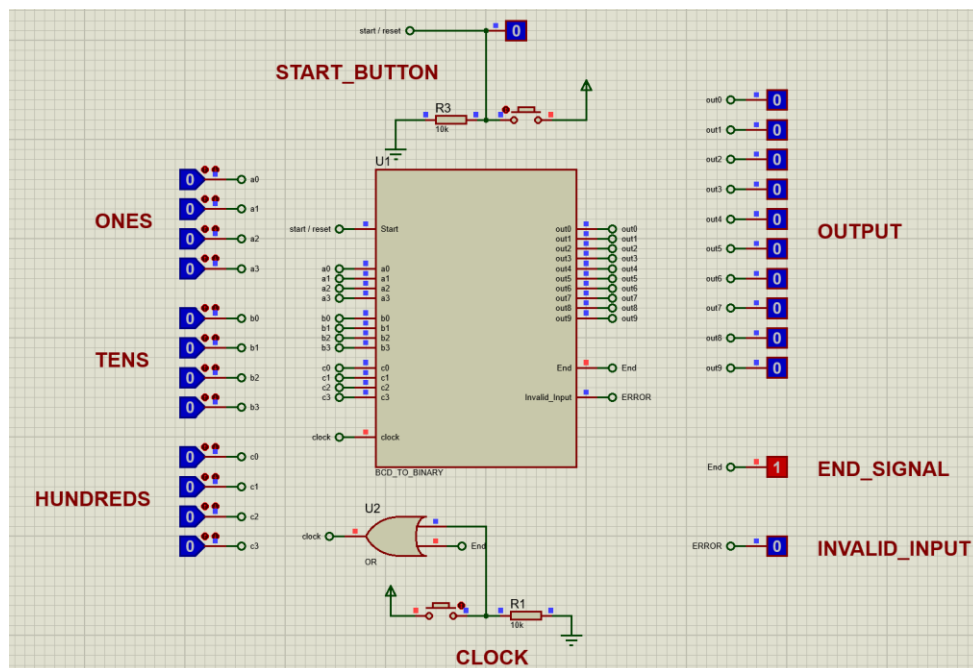 start / reset
0
START_BUTTON
R3
10k
U1
BCD_TO_BINARY
start / reset
Start
a0
a0
a1
a1
a2
a2
a3
a3
b0
b0
b1
b1
b2
b2
b3
b3
c0
c0
c1
c1
c2
c2
c3
c3
clock
clock
out0
out0
out1
out1
out2
out2
out3
out3
out4
out4
out5
out5
out6
out6
out7
out7
out8
out8
out9
out9
End
End
Invalid_Input
ERROR
ONES
0
a0
0
a1
0
a2
0
a3
TENS
0
b0
0
b1
0
b2
0
b3
HUNDREDS
0
c0
0
c1
0
c2
0
c3
U2
clock
End
OR
R1
10k
CLOCK
out0
0
out1
0
out2
0
out3
0
out4
0
OUTPUT
out5
0
out6
0
out7
0
out8
0
out9
0
End
1
END_SIGNAL
ERROR
0
INVALID_INPUT